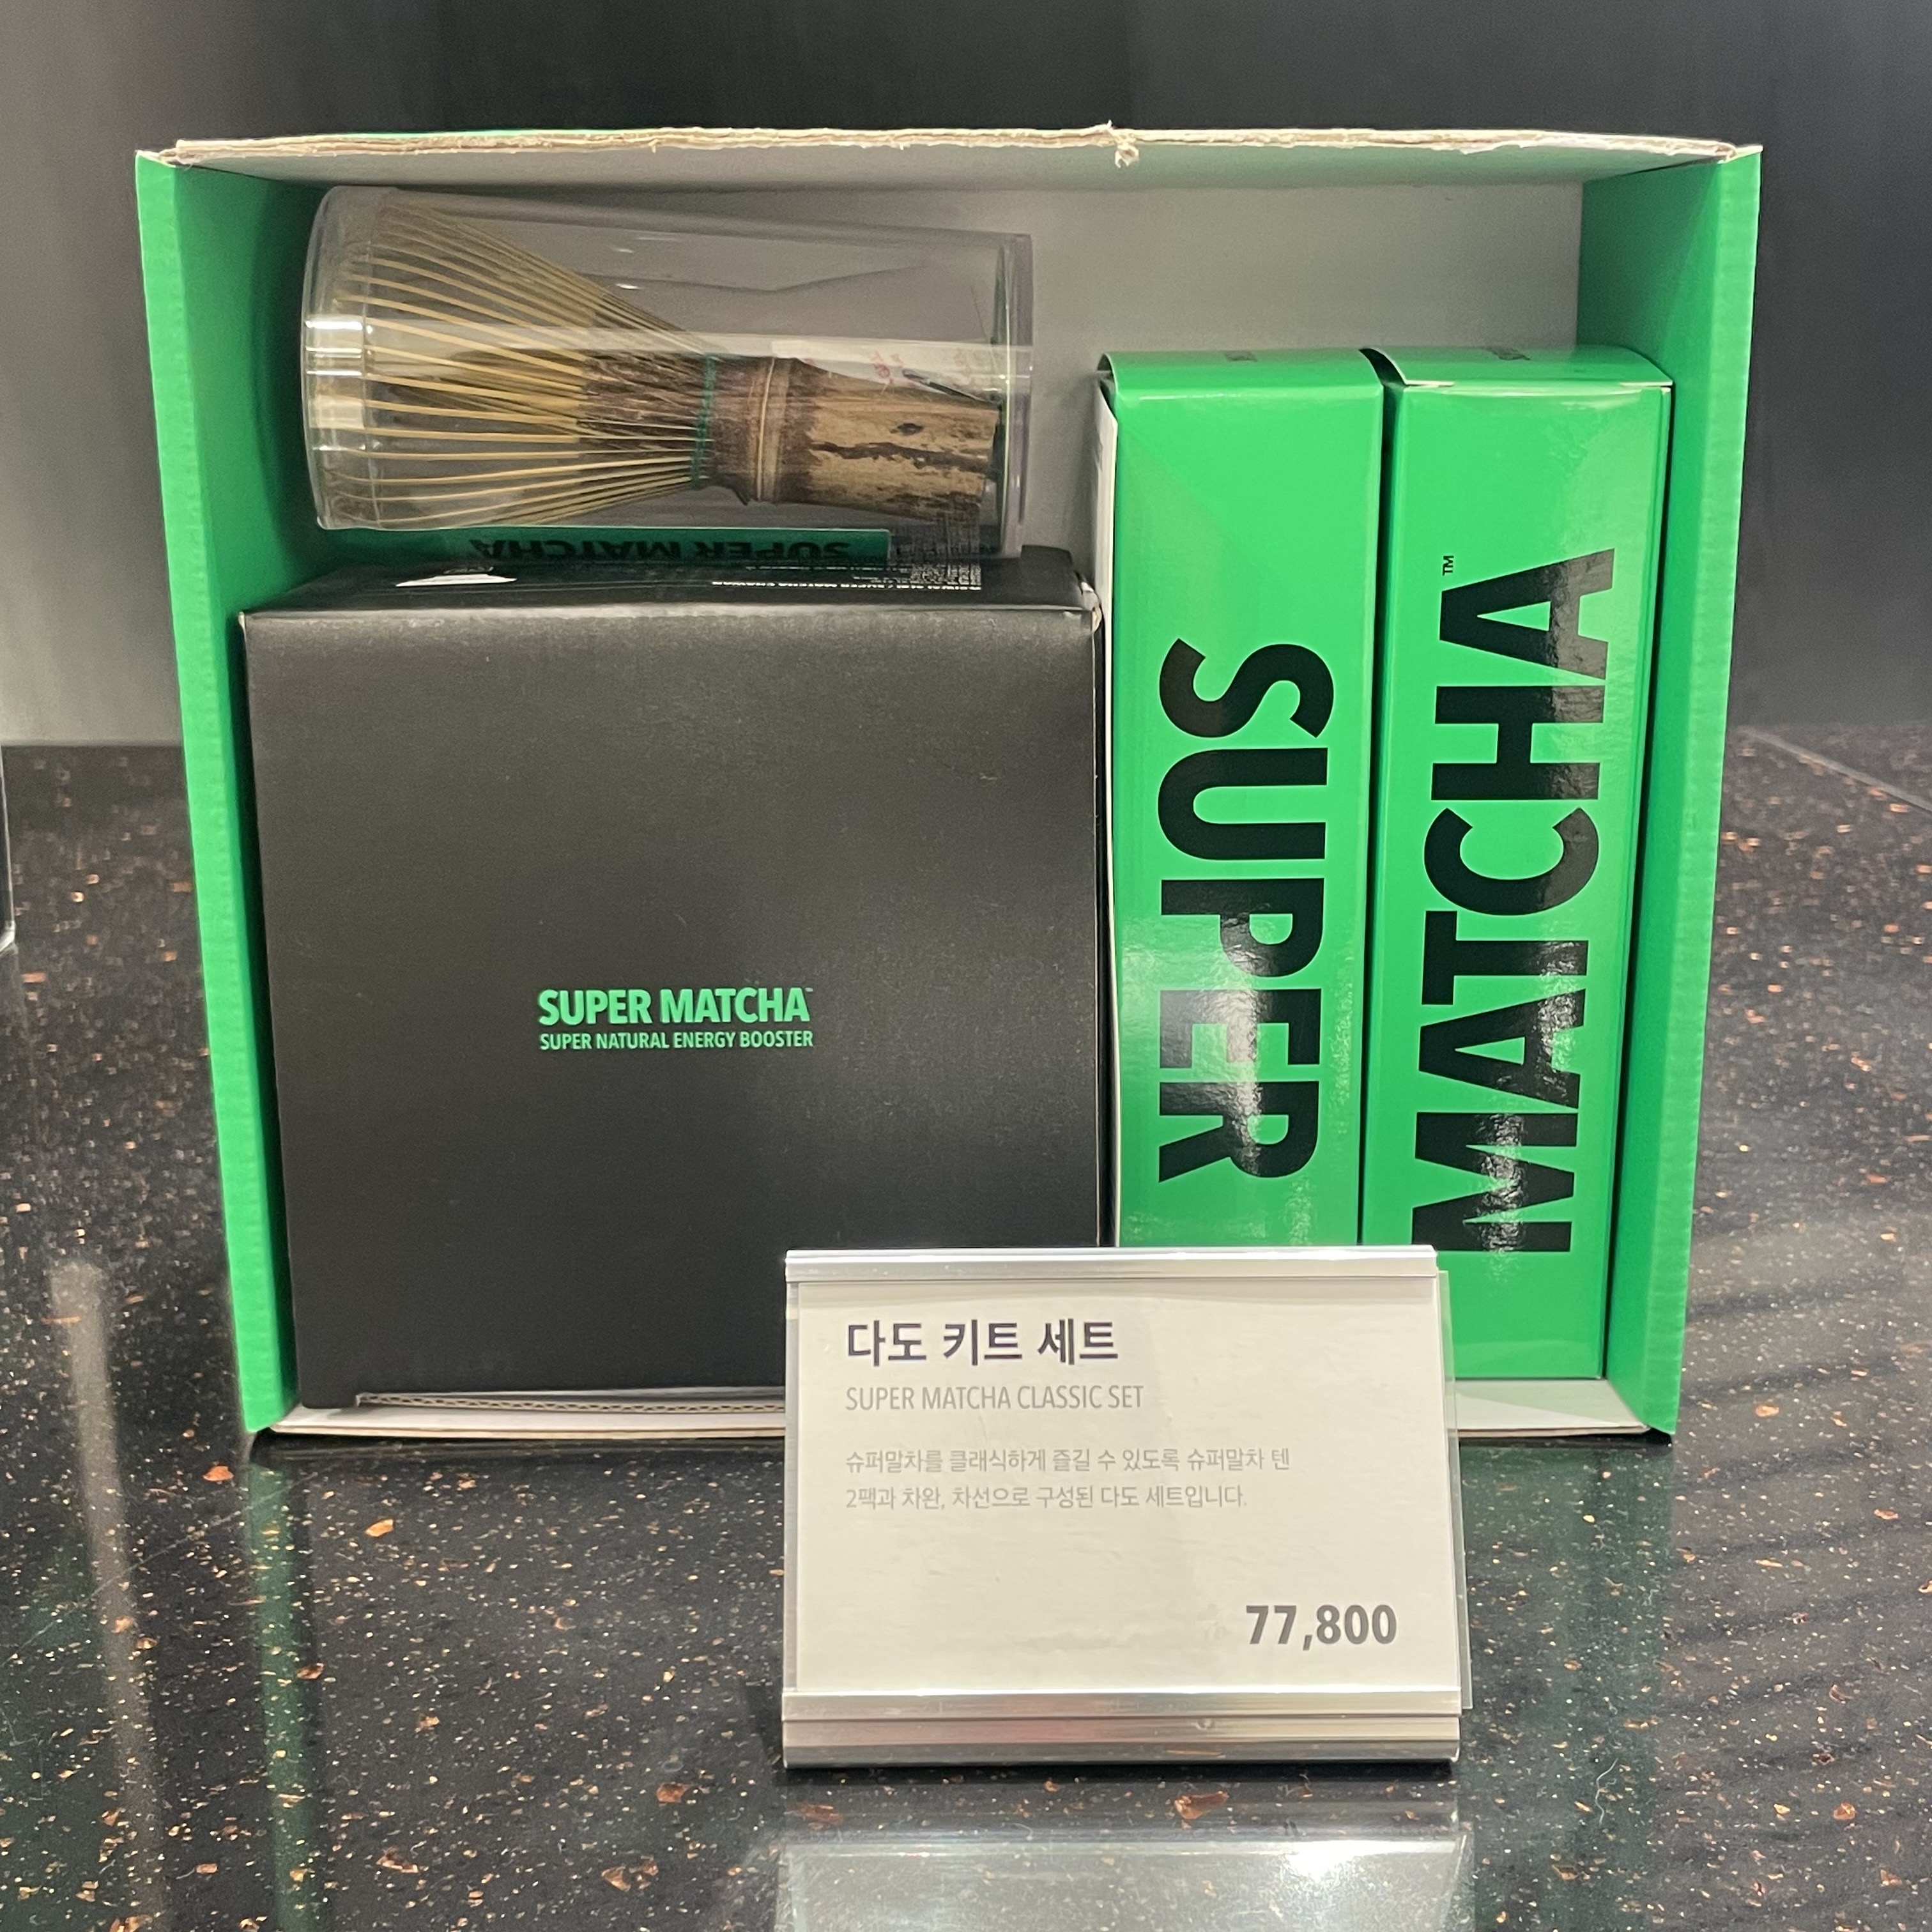 SUPER MATCHA
SUPER MATCHA™
SUPER NATURAL ENERGY BOOSTER
SUPER
MATCHA™
다도 키트 세트
SUPER MATCHA CLASSIC SET
슈퍼말차를 클래식하게 즐길 수 있도록 슈퍼말차 텐
2팩과 차완, 차선으로 구성된 다도 세트입니다.
77,800